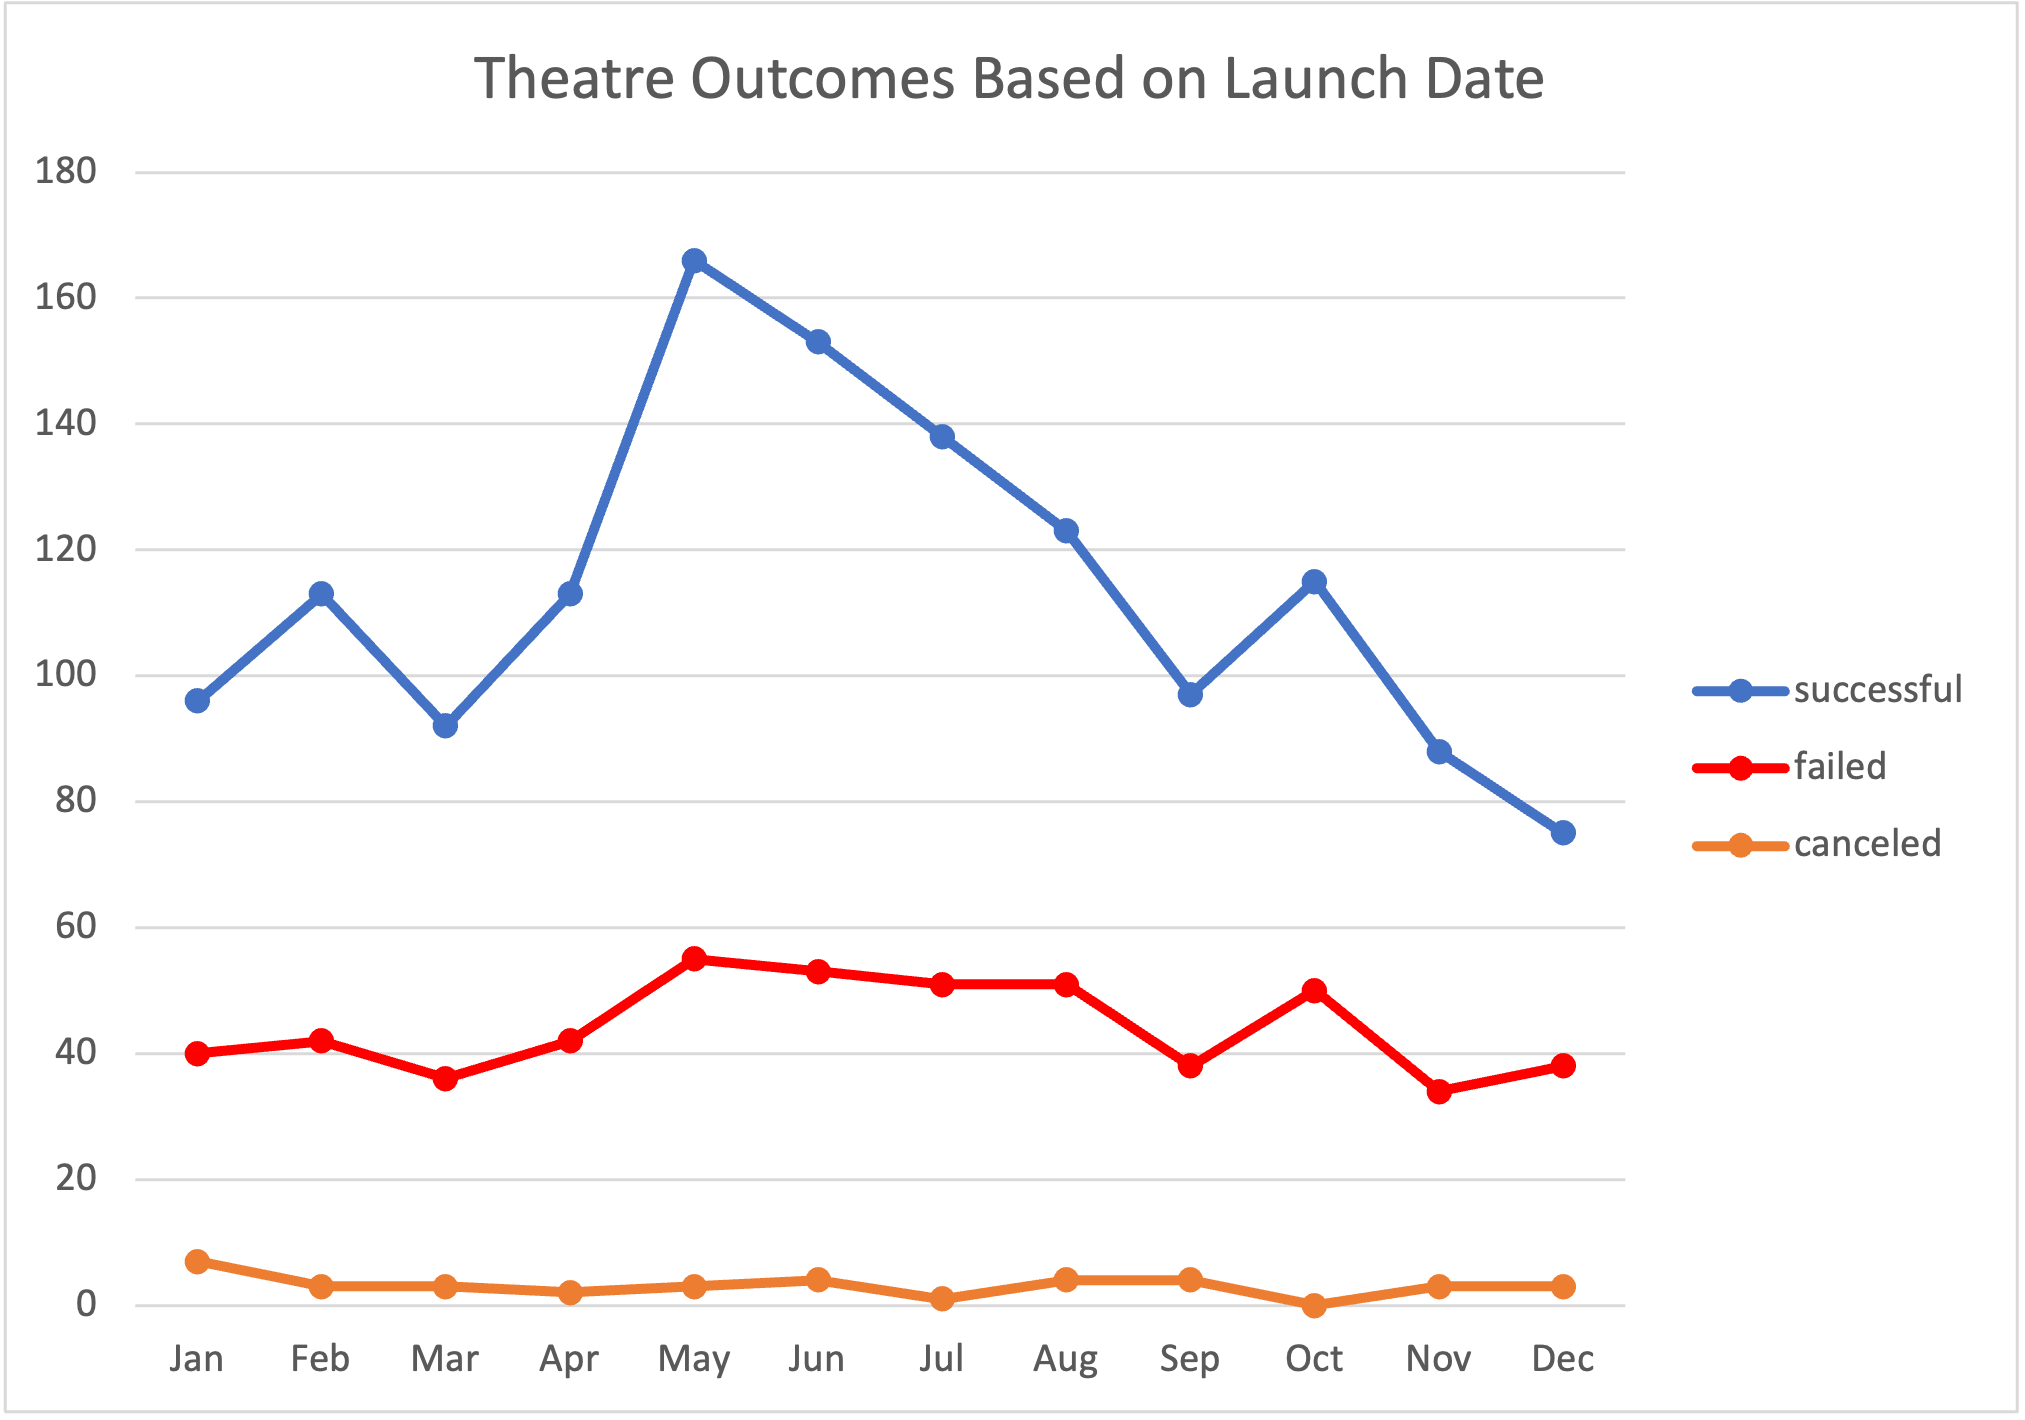 Theatre Outcomes Based on Launch Date
180
160
140
120
100
80
60
40
20
0
Jan Feb Mar Apr May Jun Jul Aug Sep Oct Nov Dec
successful
failed
canceled